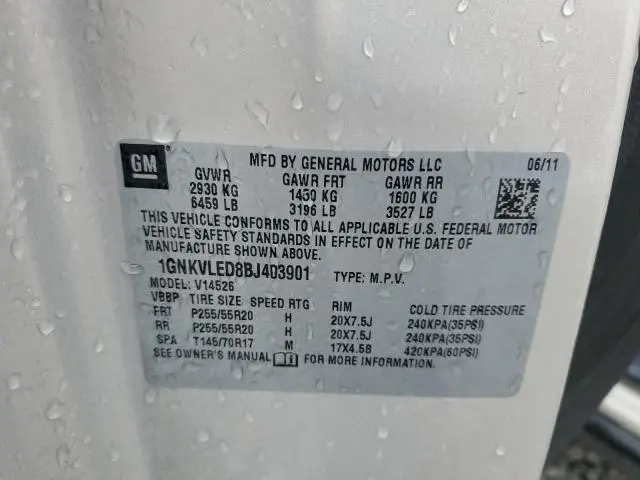 GM MFD BY GENERAL MOTORS LLC 06/11
GVWR GAWR FRT GAWR RR
2930 KG 1450 KG 1600 KG
6459 LB 3196 LB 3527 LB
THIS VEHICLE CONFORMS TO ALL APPLICABLE U.S. FEDERAL MOTOR
VEHICLE SAFETY STANDARDS IN EFFECT ON THE DATE OF
MANUFACTURE SHOWN ABOVE.
1GNKVLED8BJ403901 TYPE: M.P.V.
MODEL: V14526
VBBP TIRE SIZE SPEED RTG RIM COLD TIRE PRESSURE
FRT P255/55R20 H 20X7.5J 240KPA(35PSI)
RR P255/55R20 H 20X7.5J 240KPA(35PSI)
SPA T145/70R17 M 17X4.5B 420KPA(60PSI)
SEE OWNER'S MANUAL FOR MORE INFORMATION.